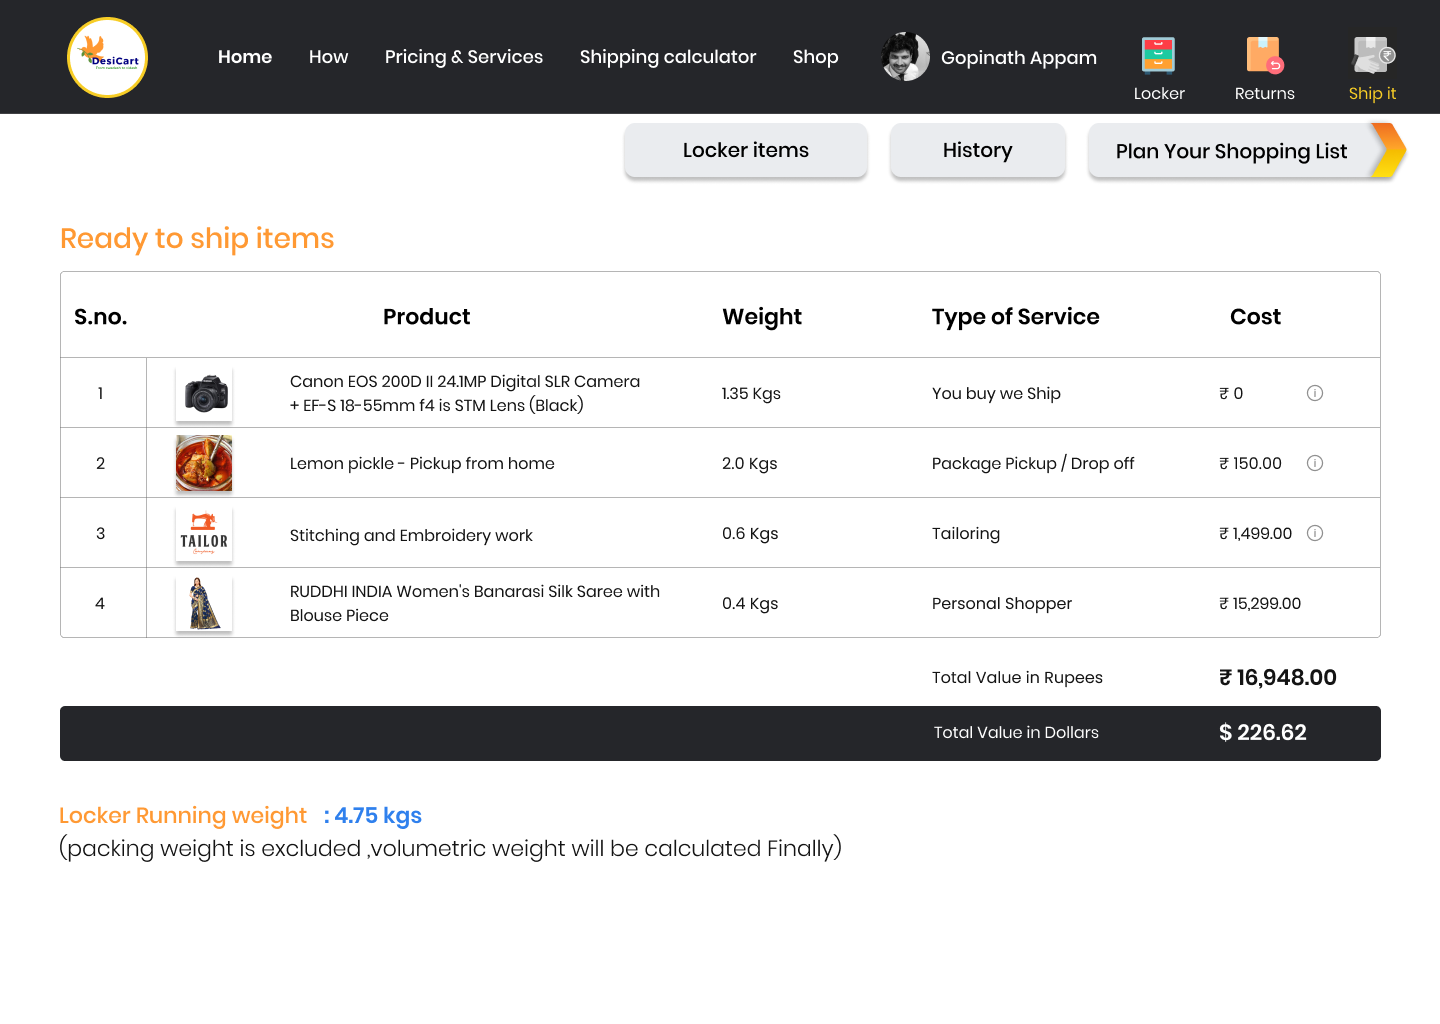 DesiCart
Home How Pricing & Services Shipping calculator Shop Gopinath Appam
Locker Returns Ship it
Locker items History Plan Your Shopping List
Ready to ship items
S.no. Product Weight Type of Service Cost
1 Canon EOS 200D II 24.1MP Digital SLR Camera
+ EF-S 18-55mm f4 is STM Lens (Black) 1.35 Kgs You buy we Ship ₹ 0
2 Lemon pickle - Pickup from home 2.0 Kgs Package Pickup / Drop off ₹ 150.00
3 TAILOR Stitching and Embroidery work 0.6 Kgs Tailoring ₹ 1,499.00
4 RUDDHI INDIA Women's Banarasi Silk Saree with
Blouse Piece 0.4 Kgs Personal Shopper ₹ 15,299.00
Total Value in Rupees ₹ 16,948.00
Total Value in Dollars $ 226.62
Locker Running weight : 4.75 kgs
(packing weight is excluded ,volumetric weight will be calculated Finally)